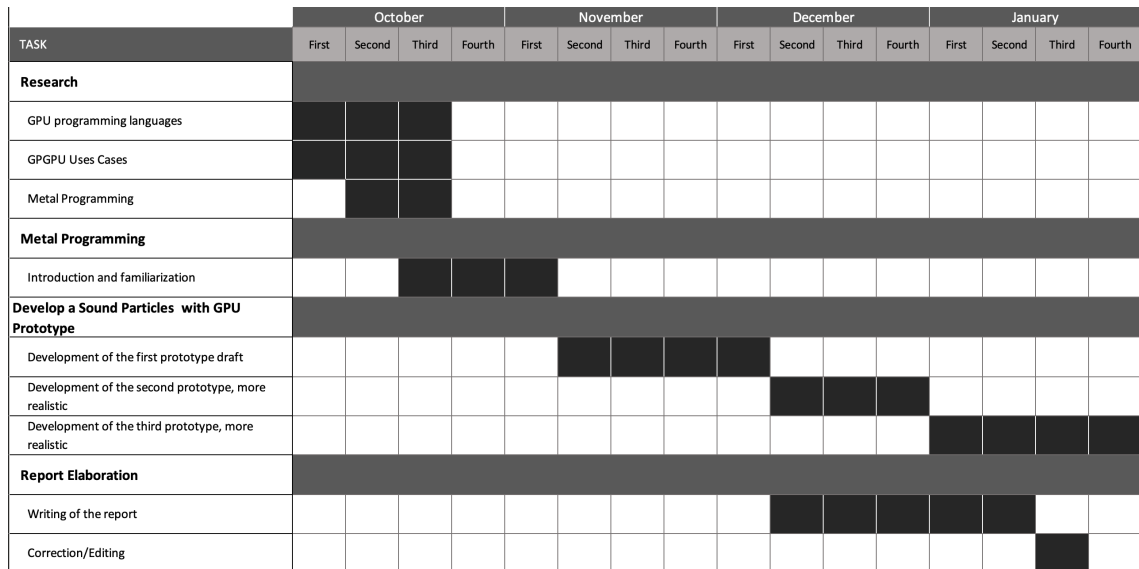 October November December January
TASK First Second Third Fourth First Second Third Fourth First Second Third Fourth First Second Third Fourth
Research
GPU programming languages
GPGPU Uses Cases
Metal Programming
Metal Programming
Introduction and familiarization
Develop a Sound Particles with GPU
Prototype
Development of the first prototype draft
Development of the second prototype, more
realistic
Development of the third prototype, more
realistic
Report Elaboration
Writing of the report
Correction/Editing